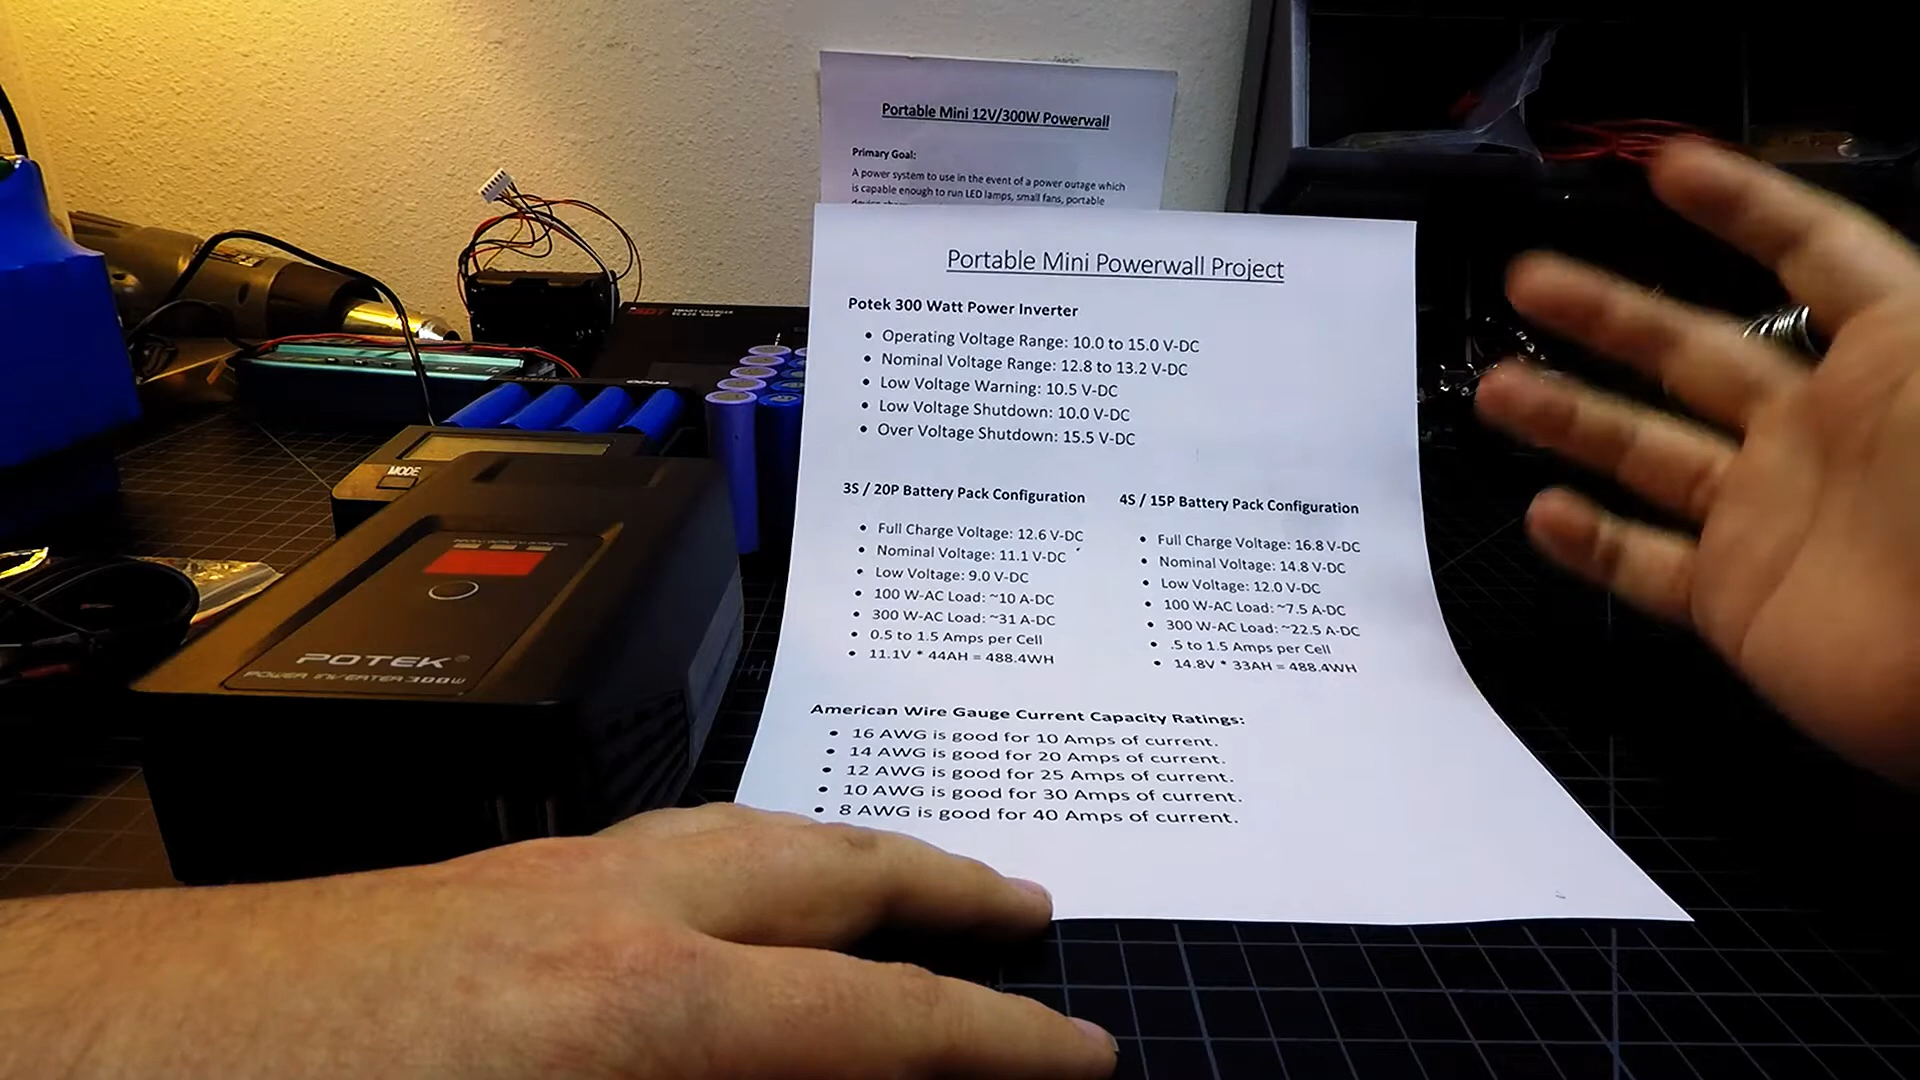 Portable Mini 12V/300W Powerwall
Primary Goal:
A power system to use in the event of a power outage which
is capable enough to run LED lamps, small fans, portable
Portable Mini Powerwall Project
Potek 300 Watt Power Inverter
• Operating Voltage Range: 10.0 to 15.0 V-DC
• Nominal Voltage Range: 12.8 to 13.2 V-DC
• Low Voltage Warning: 10.5 V-DC
• Low Voltage Shutdown: 10.0 V-DC
• Over Voltage Shutdown: 15.5 V-DC
3S / 20P Battery Pack Configuration
• Full Charge Voltage: 12.6 V-DC
• Nominal Voltage: 11.1 V-DC
• Low Voltage: 9.0 V-DC
• 100 W-AC Load: ~10 A-DC
• 300 W-AC Load: ~31 A-DC
• 0.5 to 1.5 Amps per Cell
• 11.1V * 44AH = 488.4WH
4S / 15P Battery Pack Configuration
• Full Charge Voltage: 16.8 V-DC
• Nominal Voltage: 14.8 V-DC
• Low Voltage: 12.0 V-DC
• 100 W-AC Load: ~7.5 A-DC
• 300 W-AC Load: ~22.5 A-DC
• .5 to 1.5 Amps per Cell
• 14.8V * 33AH = 488.4WH
American Wire Gauge Current Capacity Ratings:
• 16 AWG is good for 10 Amps of current.
• 14 AWG is good for 20 Amps of current.
• 12 AWG is good for 25 Amps of current.
• 10 AWG is good for 30 Amps of current.
• 8 AWG is good for 40 Amps of current.
MODE
POTEK®
POWER INVERTER 300W
OPUS
SMART CHARGER